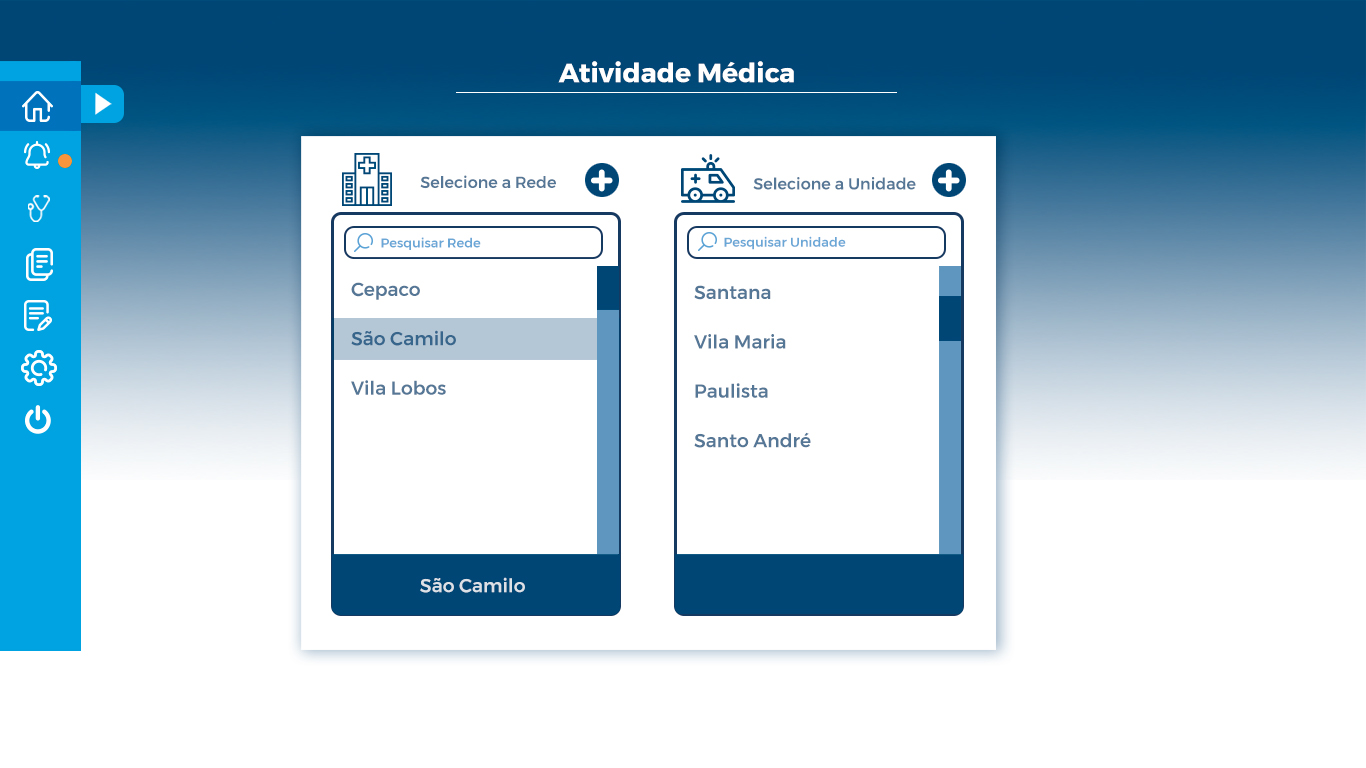 Atividade Médica
Selecione a Rede
Pesquisar Rede
Cepaco
São Camilo
Vila Lobos
São Camilo
Selecione a Unidade
Pesquisar Unidade
Santana
Vila Maria
Paulista
Santo André